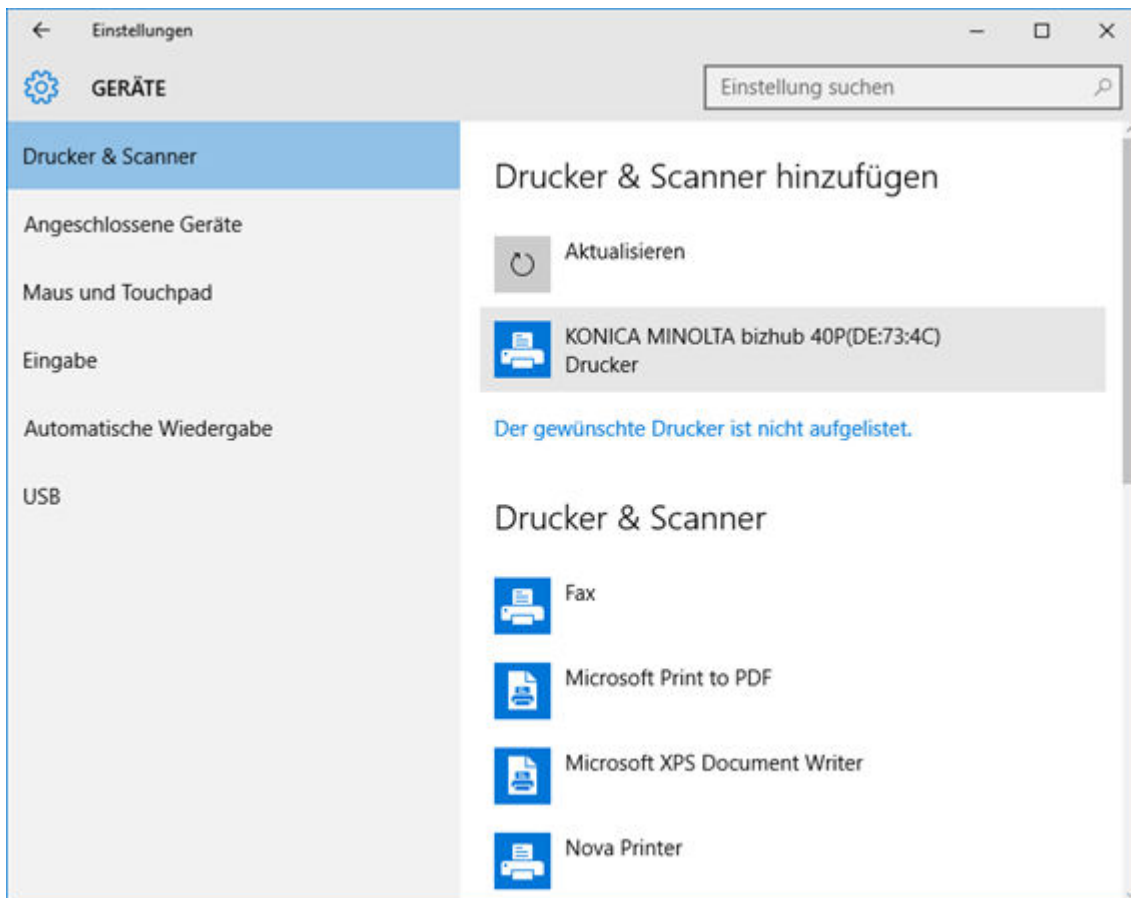 Einstellungen
GERÄTE
Einstellung suchen
Drucker & Scanner
Angeschlossene Geräte
Maus und Touchpad
Eingabe
Automatische Wiedergabe
USB
Drucker & Scanner hinzufügen
Aktualisieren
KONICA MINOLTA bizhub 40P(DE:73:4C)
Drucker
Der gewünschte Drucker ist nicht aufgelistet.
Drucker & Scanner
Fax
Microsoft Print to PDF
Microsoft XPS Document Writer
Nova Printer